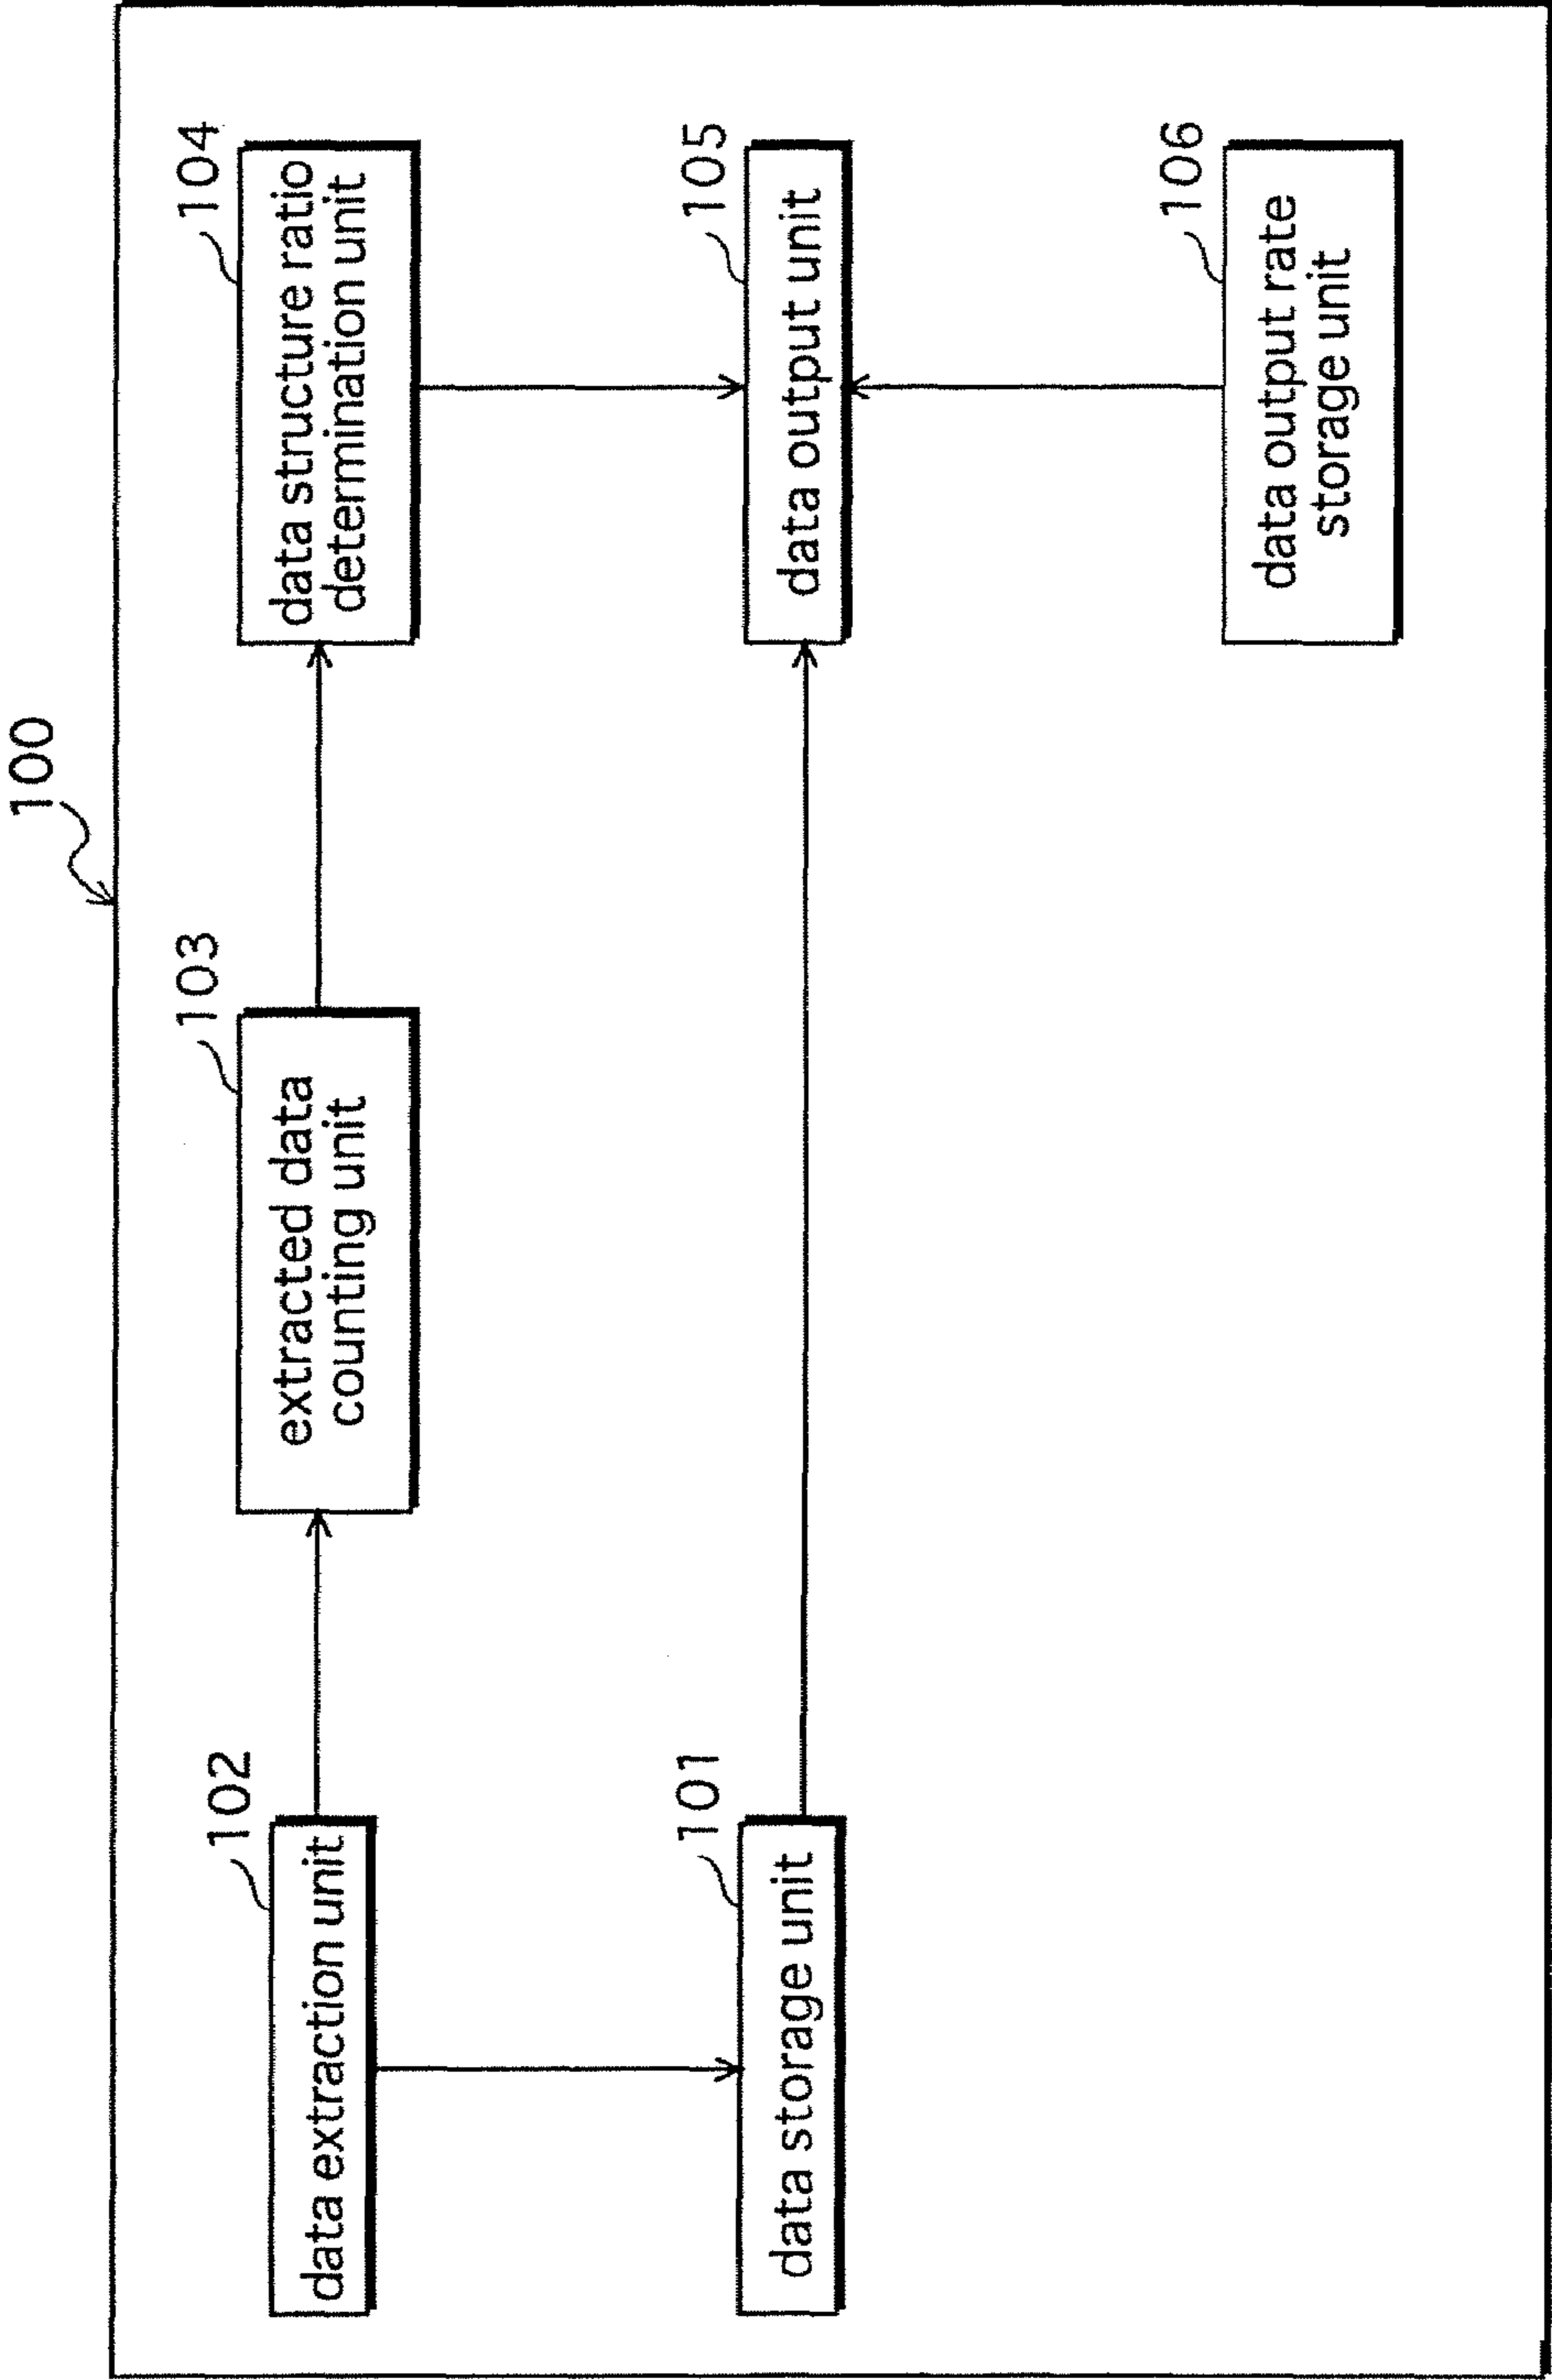 100
102
data extraction unit
103
extracted data
counting unit
104
data structure ratio
determination unit
101
data storage unit
105
data output unit
106
data output rate
storage unit